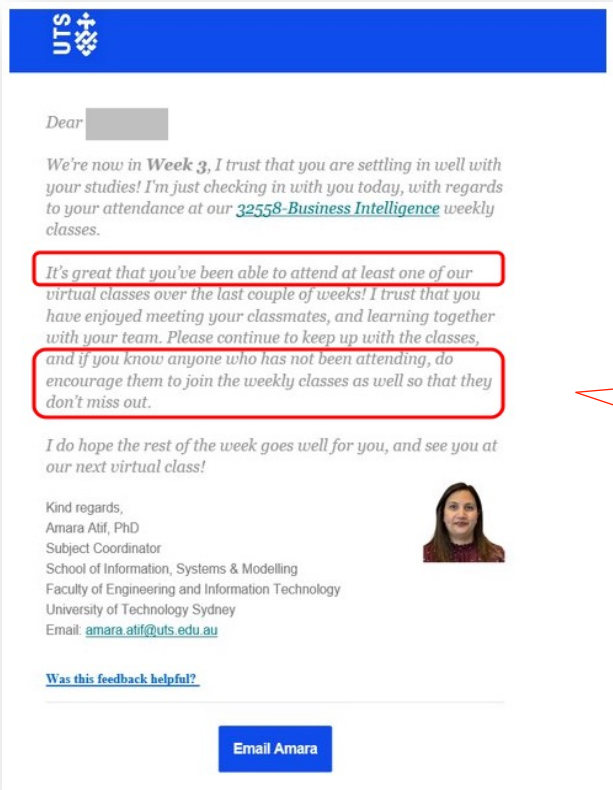 UTS
Dear
We're now in Week 3, I trust that you are settling in well with
your studies! I'm just checking in with you today, with regards
to your attendance at our 32558-Business Intelligence weekly
classes.
It's great that you've been able to attend at least one of our
virtual classes over the last couple of weeks! I trust that you
have enjoyed meeting your classmates, and learning together
with your team. Please continue to keep up with the classes,
and if you know anyone who has not been attending, do
encourage them to join the weekly classes as well so that they
don't miss out.
I do hope the rest of the week goes well for you, and see you at
our next virtual class!
Kind regards,
Amara Atif, PhD
Subject Coordinator
School of Information, Systems & Modelling
Faculty of Engineering and Information Technology
University of Technology Sydney
Email: amara.atif@uts.edu.au
Was this feedback helpful?
Email Amara